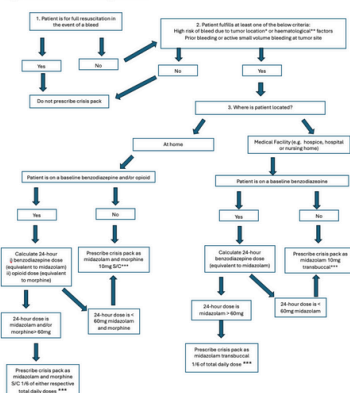 1. Patient is for full resuscitation in
the event of a bleed
2. Patient fulfils at least one of the below criteria:
High risk of bleed due to tumor location* or haematological** factors
Prior bleeding or active small volume bleeding at tumor site
Yes
No
No
Yes
Do not prescribe crisis pack
3. Where is patient located?
At home
Medical Facility (e.g. hospice, hospital
or nursing home)
Patient is on a baseline benzodiazepine and/or opioid
Patient is on a baseline benzodiazepine
Yes
No
Yes
No
Calculate 24-hour
i) benzodiazepine dose
(equivalent to midazolam)
ii) opioid dose (equivalent
to morphine)
Prescribe crisis pack as
midazolam and morphine
10mg S/C***
Calculate 24-hour
benzodiazepine dose
(equivalent to midazolam)
Prescribe crisis pack as
midazolam 10mg
transbuccal***
24-hour dose is
midazolam and/or
morphine> 60mg
24-hour dose is <
60mg midazolam
and morphine
24-hour dose is
midazolam > 60mg
24-hour dose is <
60mg midazolam
Prescribe crisis pack as
midazolam and morphine
S/C 1/6 of either respective
total daily doses ***
Prescribe crisis pack as
midazolam transbuccal
1/6 of total daily dose ***